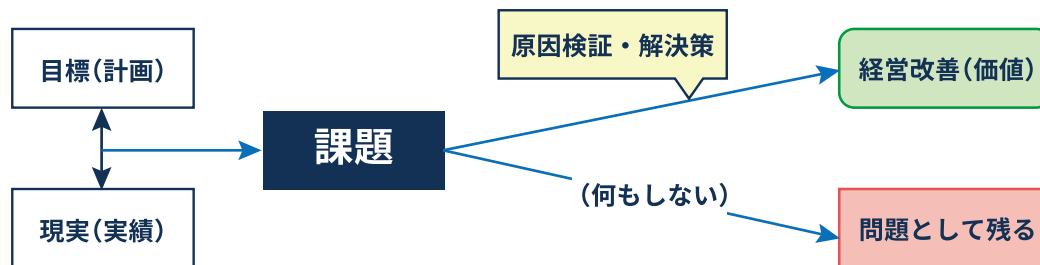 原因検証・解決策
目標(計画)
経営改善(価値)
課題
(何もしない)
現実(実績)
問題として残る